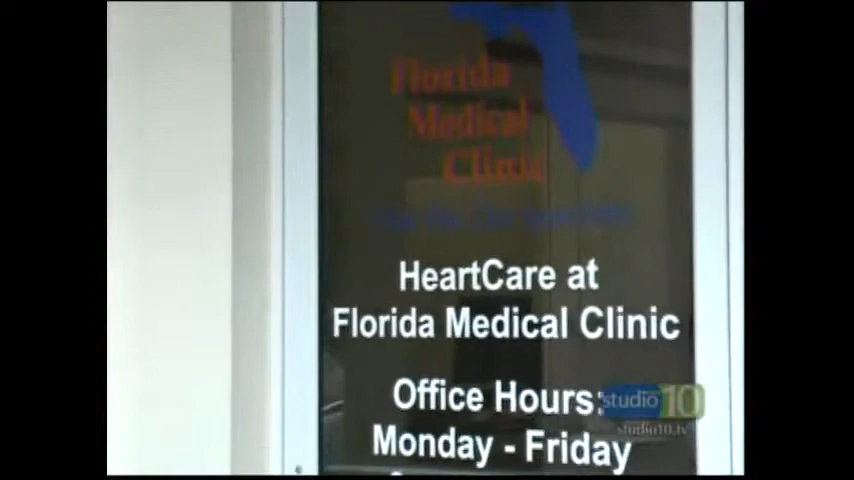 Florida
Medical
Clinic
HeartCare at
Florida Medical Clinic
Office Hours:
Monday - Friday
studio 10
studio10.tv